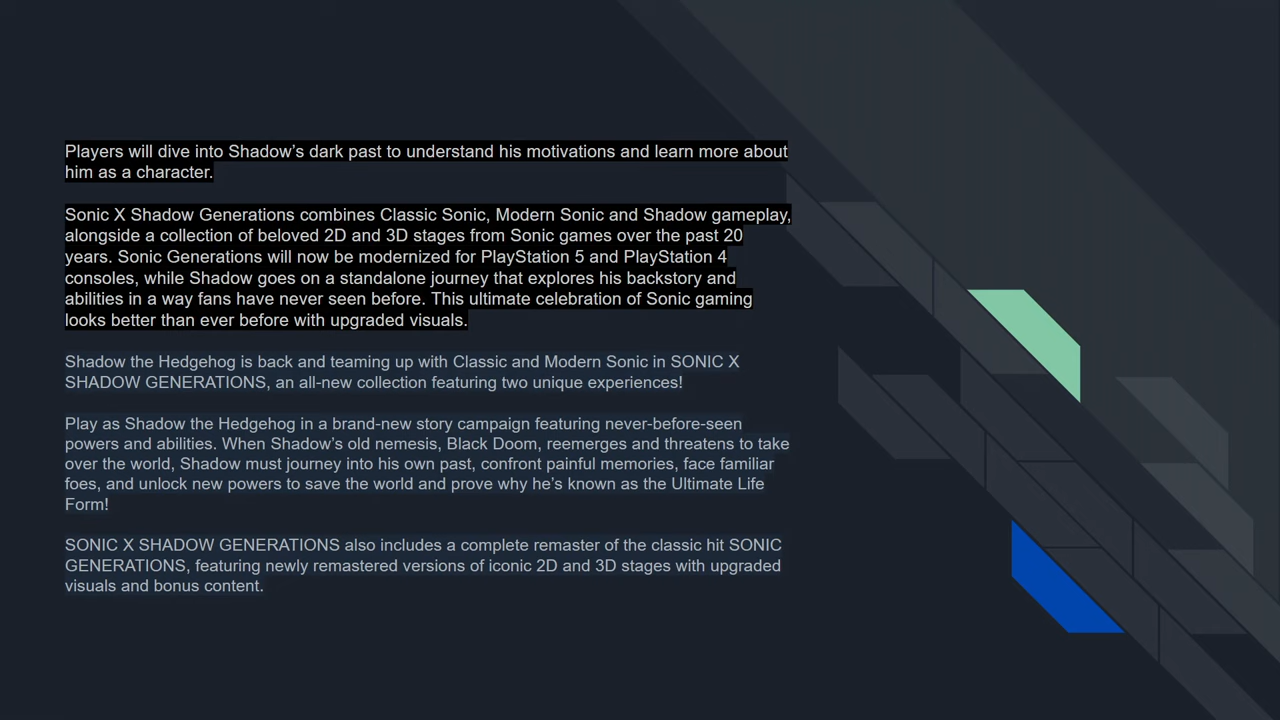 Players will dive into Shadow’s dark past to understand his motivations and learn more about
him as a character.
Sonic X Shadow Generations combines Classic Sonic, Modern Sonic and Shadow gameplay,
alongside a collection of beloved 2D and 3D stages from Sonic games over the past 20
years. Sonic Generations will now be modernized for PlayStation 5 and PlayStation 4
consoles, while Shadow goes on a standalone journey that explores his backstory and
abilities in a way fans have never seen before. This ultimate celebration of Sonic gaming
looks better than ever before with upgraded visuals.
Shadow the Hedgehog is back and teaming up with Classic and Modern Sonic in SONIC X
SHADOW GENERATIONS, an all-new collection featuring two unique experiences!
Play as Shadow the Hedgehog in a brand-new story campaign featuring never-before-seen
powers and abilities. When Shadow’s old nemesis, Black Doom, reemerges and threatens to take
over the world, Shadow must journey into his own past, confront painful memories, face familiar
foes, and unlock new powers to save the world and prove why he’s known as the Ultimate Life
Form!
SONIC X SHADOW GENERATIONS also includes a complete remaster of the classic hit SONIC
GENERATIONS, featuring newly remastered versions of iconic 2D and 3D stages with upgraded
visuals and bonus content.